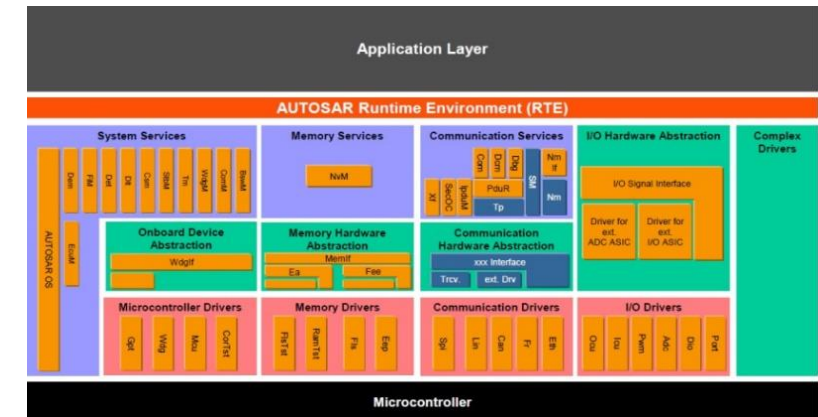 Application Layer
AUTOSAR Runtime Environment (RTE)
System Services
Memory Services
Communication Services
I/O Hardware Abstraction
Complex
Drivers
AUTOSAR OS
Dem
FiM
Det
Dlt
Csm
StbM
Tm
WdgM
ComM
BswM
EcuM
NvM
Xf
SecOC
IpduM
Com
Dcm
Dbg
PduR
Tp
SM
Nm
If
Nm
I/O Signal Interface
Driver for
ext.
ADC ASIC
Driver for
ext.
I/O ASIC
Onboard Device
Abstraction
WdgIf
Memory Hardware
Abstraction
MemIf
Ea
Fee
Communication
Hardware Abstraction
xxx Interface
Trcv.
ext. Drv
Microcontroller Drivers
Gpt
Wdg
Mcu
CorTst
Memory Drivers
FlsTst
RamTst
Fls
Eep
Communication Drivers
Spi
Lin
Can
Fr
Eth
I/O Drivers
Ocu
Icu
Pwm
Adc
Dio
Port
Microcontroller